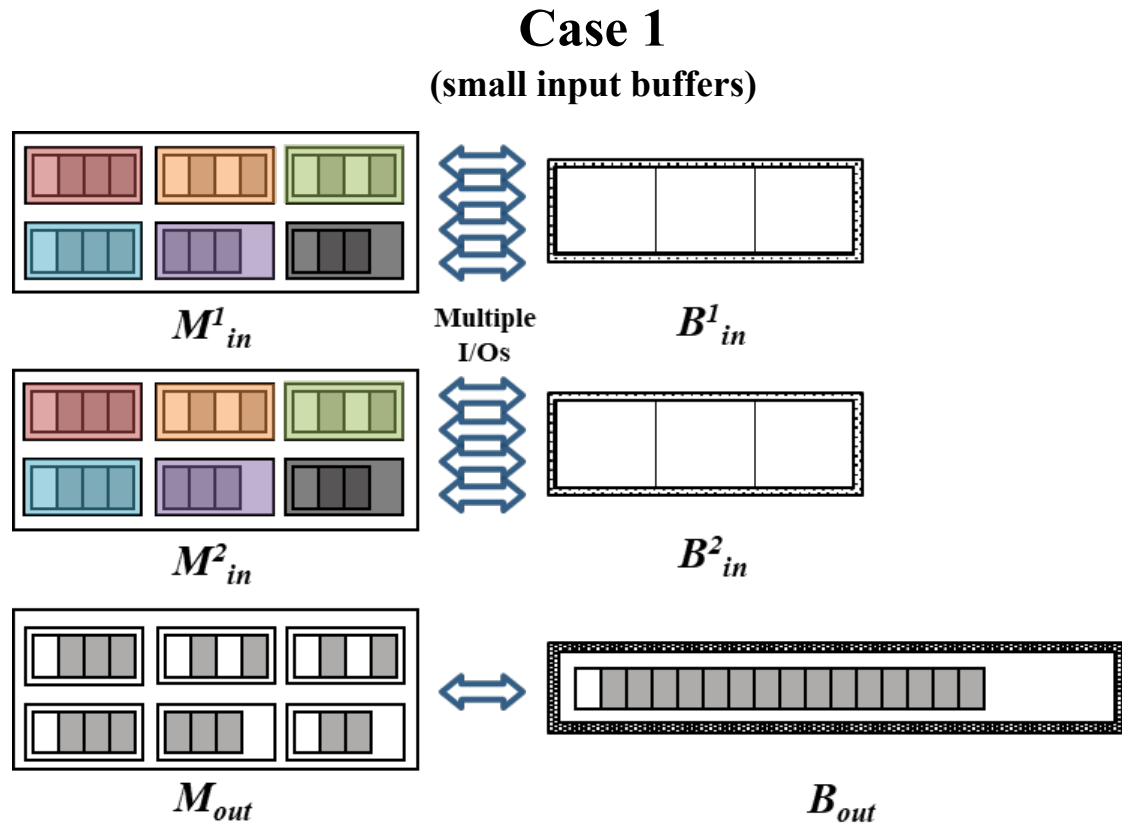 Case 1
(small input buffers)
M¹in
B¹in
Multiple
I/Os
M²in
B²in
Mout
Bout